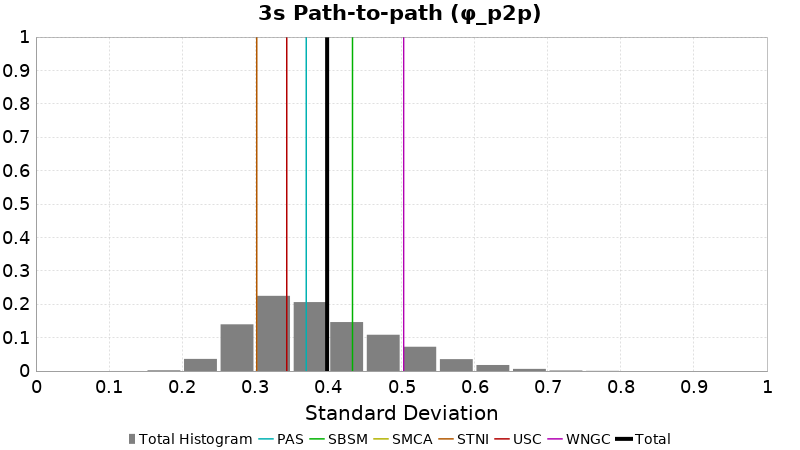 3s Path-to-path (φ_p2p)
1
0.9
0.8
0.7
0.6
0.5
0.4
0.3
0.2
0.1
0
0 0.1 0.2 0.3 0.4 0.5 0.6 0.7 0.8 0.9 1
Standard Deviation
Total Histogram PAS SBSM SMCA STNI USC WNGC Total